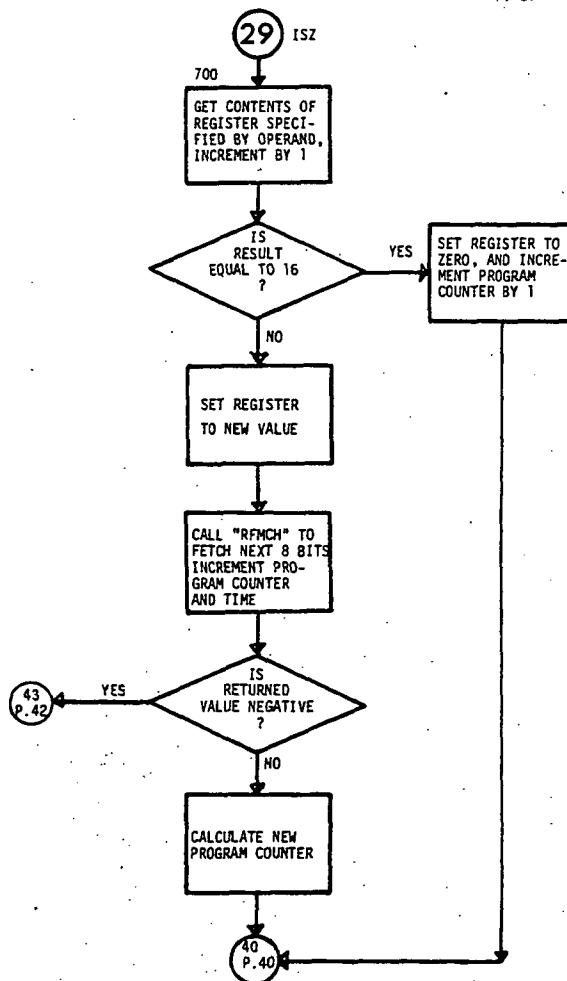 29 ISZ
700
GET CONTENTS OF
REGISTER SPECI-
FIED BY OPERAND,
INCREMENT BY 1
IS
RESULT
EQUAL TO 16
?
YES
SET REGISTER TO
ZERO, AND INCRE-
MENT PROGRAM
COUNTER BY 1
NO
SET REGISTER
TO NEW VALUE
CALL "RFMCH" TO
FETCH NEXT 8 BITS
INCREMENT PRO-
GRAM COUNTER
AND TIME
IS
RETURNED
VALUE NEGATIVE
?
YES
43
P.42
NO
CALCULATE NEW
PROGRAM COUNTER
40
P.40